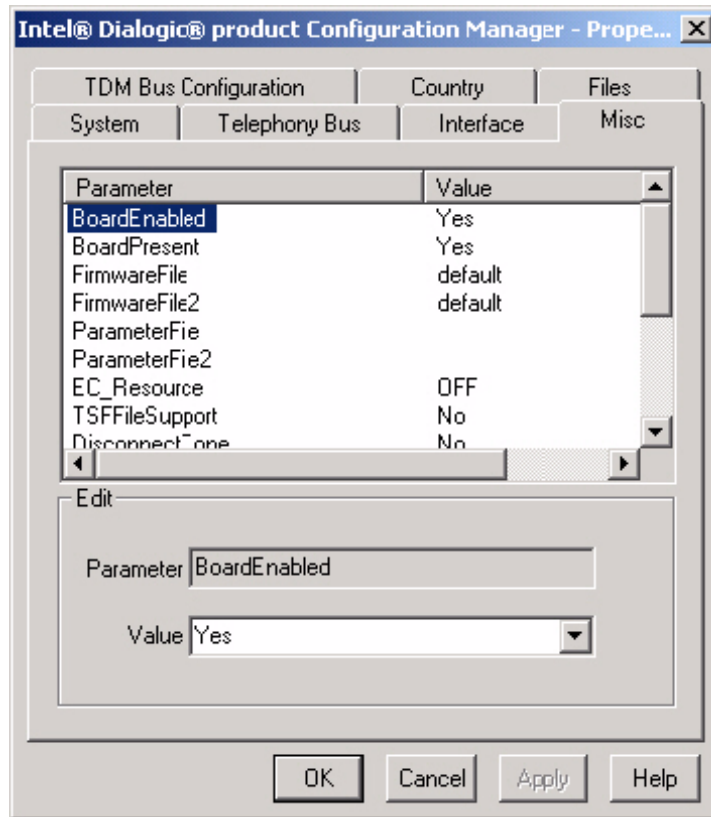 Intel® Dialogic® product Configuration Manager - Prope...
TDM Bus Configuration Country Files
System Telephony Bus Interface Misc
Parameter Value
BoardEnabled Yes
BoardPresent Yes
FirmwareFile default
FirmwareFile2 default
ParameterFie
ParameterFie2
EC_Resource OFF
TSFFileSupport No
DisconnectTone No
Edit
Parameter BoardEnabled
Value Yes
OK Cancel Apply Help